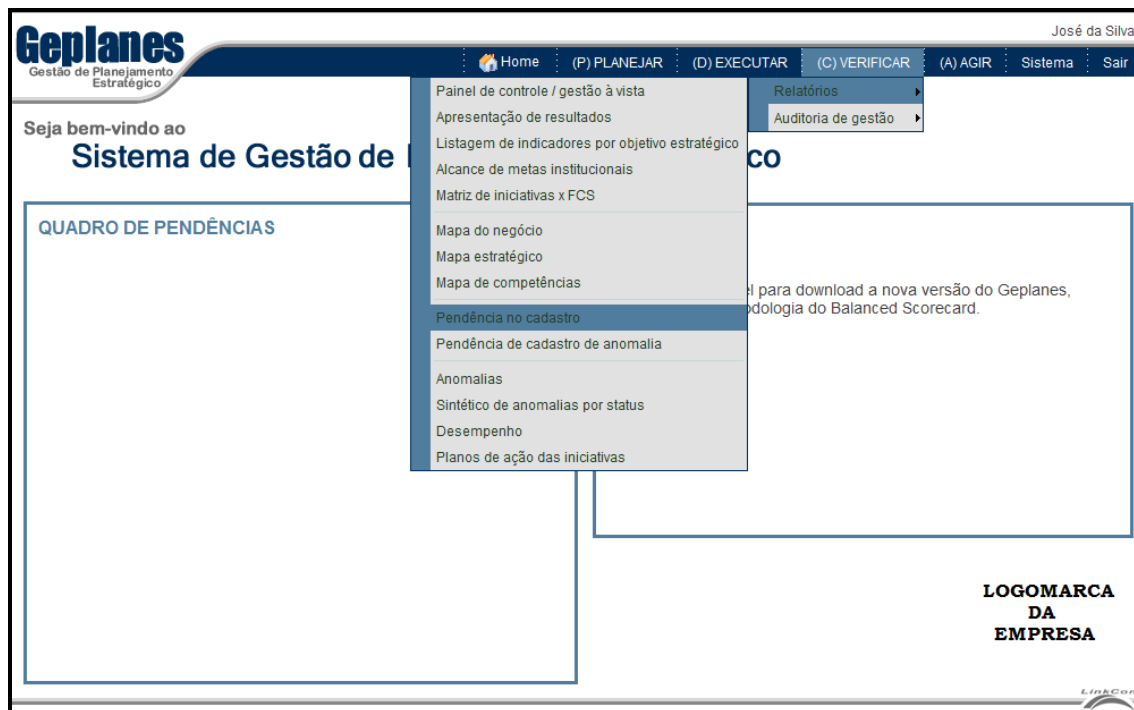 José da Silva
Geplanes
Gestão de Planejamento
Estratégico
Home (P) PLANEJAR (D) EXECUTAR (C) VERIFICAR (A) AGIR Sistema Sair
Relatórios
Auditoria de gestão
Painel de controle / gestão à vista
Apresentação de resultados
Listagem de indicadores por objetivo estratégico
Alcance de metas institucionais
Matriz de iniciativas x FCS
Mapa do negócio
Mapa estratégico
Mapa de competências
Pendência no cadastro
Pendência de cadastro de anomalia
Anomalias
Sintético de anomalias por status
Desempenho
Planos de ação das iniciativas
Seja bem-vindo ao
Sistema de Gestão de co
QUADRO DE PENDÊNCIAS
para download a nova versão do Geplanes,
do Balanced Scorecard.
LOGOMARCA
DA
EMPRESA